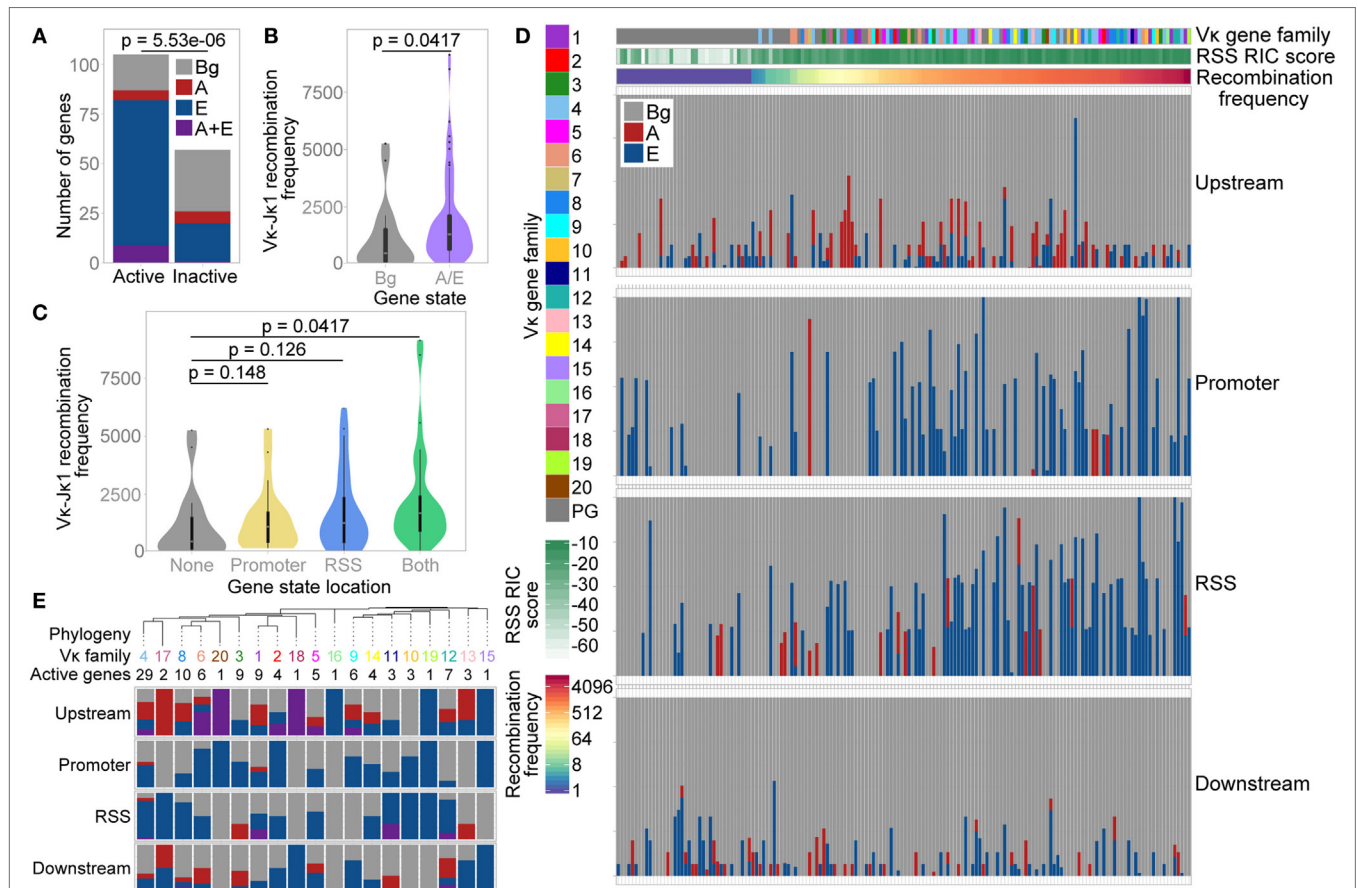 A
p = 5.53e-06
Number of genes
100
75
50
25
0
Bg
A
E
A+E
Active Inactive
B
p = 0.0417
Vκ-Jκ1 recombination
frequency
7500
5000
2500
0
Bg A/E
Gene state
C
p = 0.0417
p = 0.126
p = 0.148
Vκ-Jκ1 recombination
frequency
7500
5000
2500
0
None Promoter RSS Both
Gene state location
D
Vκ gene family
1
2
3
4
5
6
7
8
9
10
11
12
13
14
15
16
17
18
19
20
PG
RSS RIC
score
-10
-20
-30
-40
-50
-60
Recombination
frequency
4096
512
64
8
1
Vκ gene family
RSS RIC score
Recombination
frequency
Bg
A
E
Upstream
Promoter
RSS
Downstream
E
Phylogeny
Vκ family 4 17 8 6 20 3 1 2 18 5 16 9 14 11 10 19 12 13 15
Active genes 29 2 10 6 1 9 9 4 1 5 1 6 4 3 3 1 7 3 1
Upstream
Promoter
RSS
Downstream